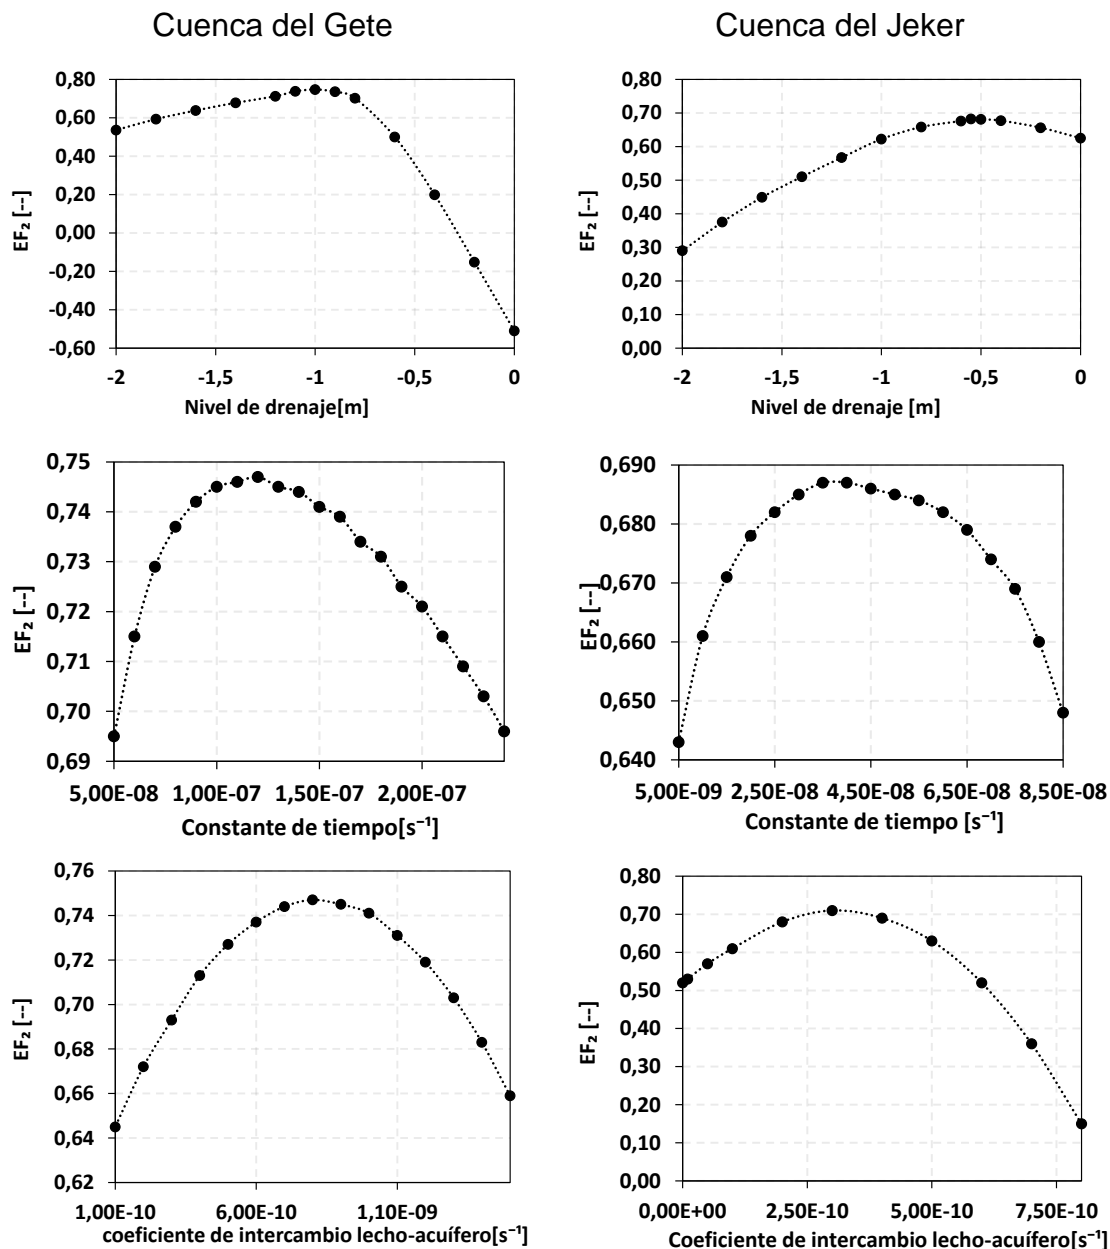 Cuenca del Gete
Cuenca del Jeker
0,80
0,60
0,40
0,20
0,00
-0,20
-0,40
-0,60
EF₂ [--]
-2 -1,5 -1 -0,5 0
Nivel de drenaje[m]
0,80
0,70
0,60
0,50
0,40
0,30
0,20
0,10
0,00
EF₂ [--]
-2 -1,5 -1 -0,5 0
Nivel de drenaje [m]
0,75
0,74
0,73
0,72
0,71
0,70
0,69
EF₂ [--]
5,00E-08 1,00E-07 1,50E-07 2,00E-07
Constante de tiempo[s⁻¹]
0,690
0,680
0,670
0,660
0,650
0,640
EF₂ [--]
5,00E-09 2,50E-08 4,50E-08 6,50E-08 8,50E-08
Constante de tiempo [s⁻¹]
0,76
0,74
0,72
0,70
0,68
0,66
0,64
0,62
EF₂ [--]
1,00E-10 6,00E-10 1,10E-09
coeficiente de intercambio lecho-acuífero[s⁻¹]
0,80
0,70
0,60
0,50
0,40
0,30
0,20
0,10
0,00
EF₂ [--]
0,00E+00 2,50E-10 5,00E-10 7,50E-10
Coeficiente de intercambio lecho-acuífero[s⁻¹]